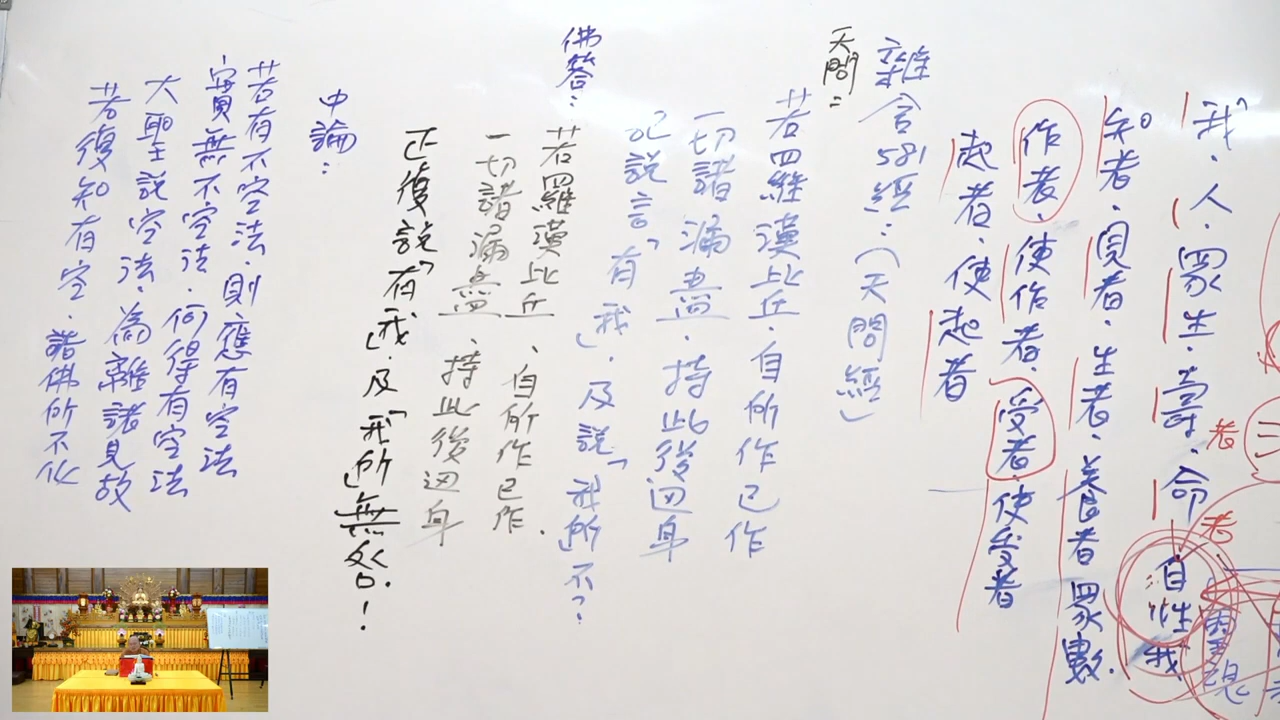 我、人、眾生、壽者、命者
自性我
靈魂
知者、見者、生者、養者、眾數.
作者、使作者、受者、使受者
起者、使起者
雜含581經:(天問經)
天問:
若羅漢比丘、自所作已作
一切諸漏盡、持此後邊身
記說言「有我」、及說「我所」不?
佛答:
若羅漢比丘、自所作已作.
一切諸漏盡、持此後邊身
正復說「有我」、及「我所」無咎.!
中論:
若有不空法、則應有空法
實無不空法、何得有空法
大聖說空法、為離諸見故
若復知有空、諸佛所不化